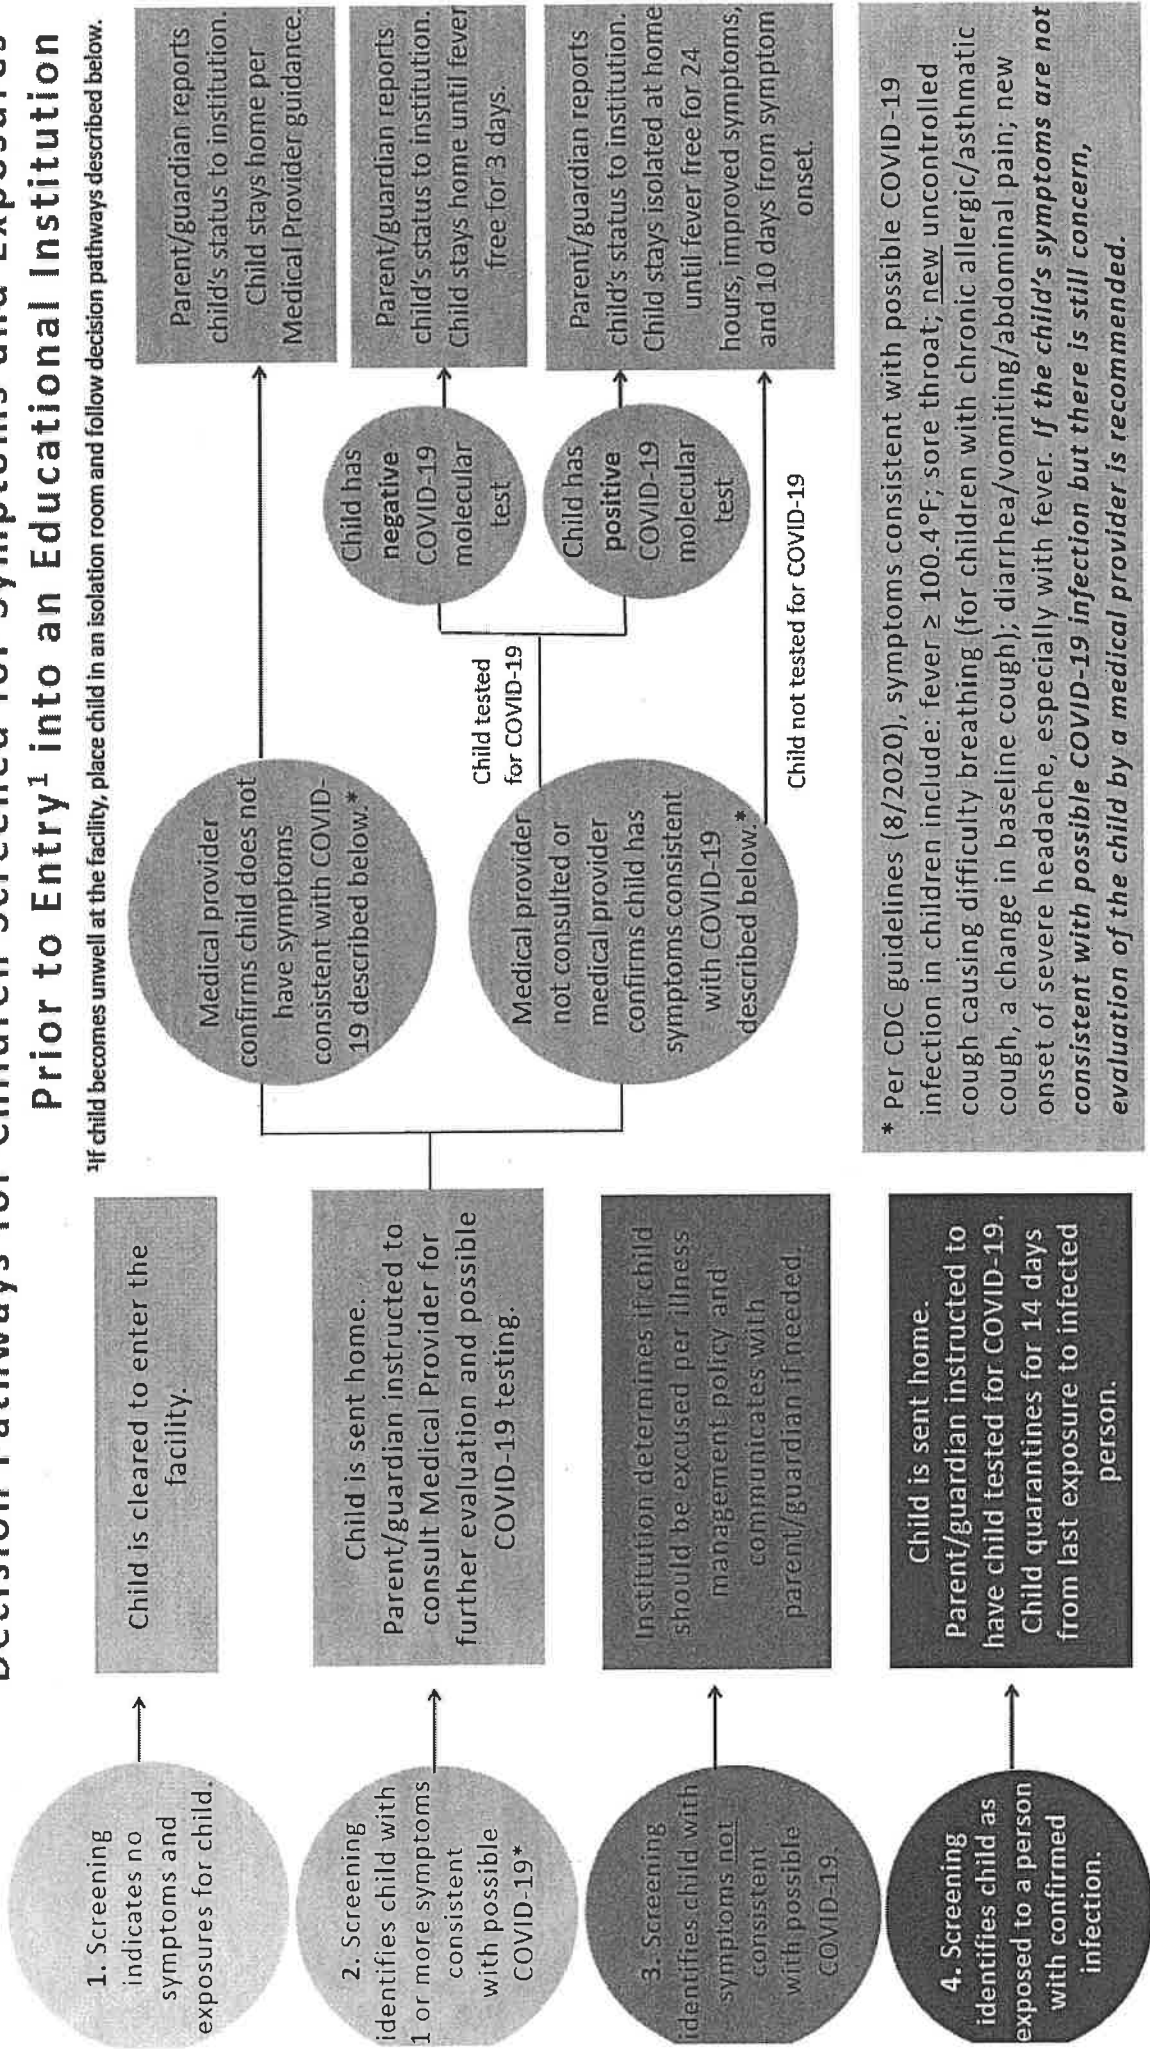 Decision Pathways for Children Screened for Symptoms and Exposures
Prior to Entry¹ into an Educational Institution
¹If child becomes unwell at the facility, place child in an isolation room and follow decision pathways described below.
1. Screening
indicates no
symptoms and
exposures for child.
Child is cleared to enter the
facility.
2. Screening
identifies child with
1 or more symptoms
consistent
with possible
COVID-19*
Child is sent home.
Parent/guardian instructed to
consult Medical Provider for
further evaluation and possible
COVID-19 testing.
Medical provider
confirms child does not
have symptoms
consistent with COVID-
19 described below.*
Parent/guardian reports
child's status to institution.
Child stays home per
Medical Provider guidance.
Medical provider
not consulted or
medical provider
confirms child has
symptoms consistent
with COVID-19
described below.*
Child tested
for COVID-19
Child has
negative
COVID-19
molecular
test
Parent/guardian reports
child's status to institution.
Child stays home until fever
free for 3 days.
Child has
positive
COVID-19
molecular
test
Parent/guardian reports
child's status to institution.
Child stays isolated at home
until fever free for 24
hours, improved symptoms,
and 10 days from symptom
onset.
Child not tested for COVID-19
3. Screening
identifies child with
symptoms not
consistent
with possible
COVID-19
Institution determines if child
should be excused per illness
management policy and
communicates with
parent/guardian if needed.
4. Screening
identifies child as
exposed to a person
with confirmed
infection.
Child is sent home.
Parent/guardian instructed to
have child tested for COVID-19.
Child quarantines for 14 days
from last exposure to infected
person.
* Per CDC guidelines (8/2020), symptoms consistent with possible COVID-19
infection in children include: fever ≥ 100.4°F; sore throat; new uncontrolled
cough causing difficulty breathing (for children with chronic allergic/asthmatic
cough, a change in baseline cough); diarrhea/vomiting/abdominal pain; new
onset of severe headache, especially with fever. If the child's symptoms are not
consistent with possible COVID-19 infection but there is still concern,
evaluation of the child by a medical provider is recommended.